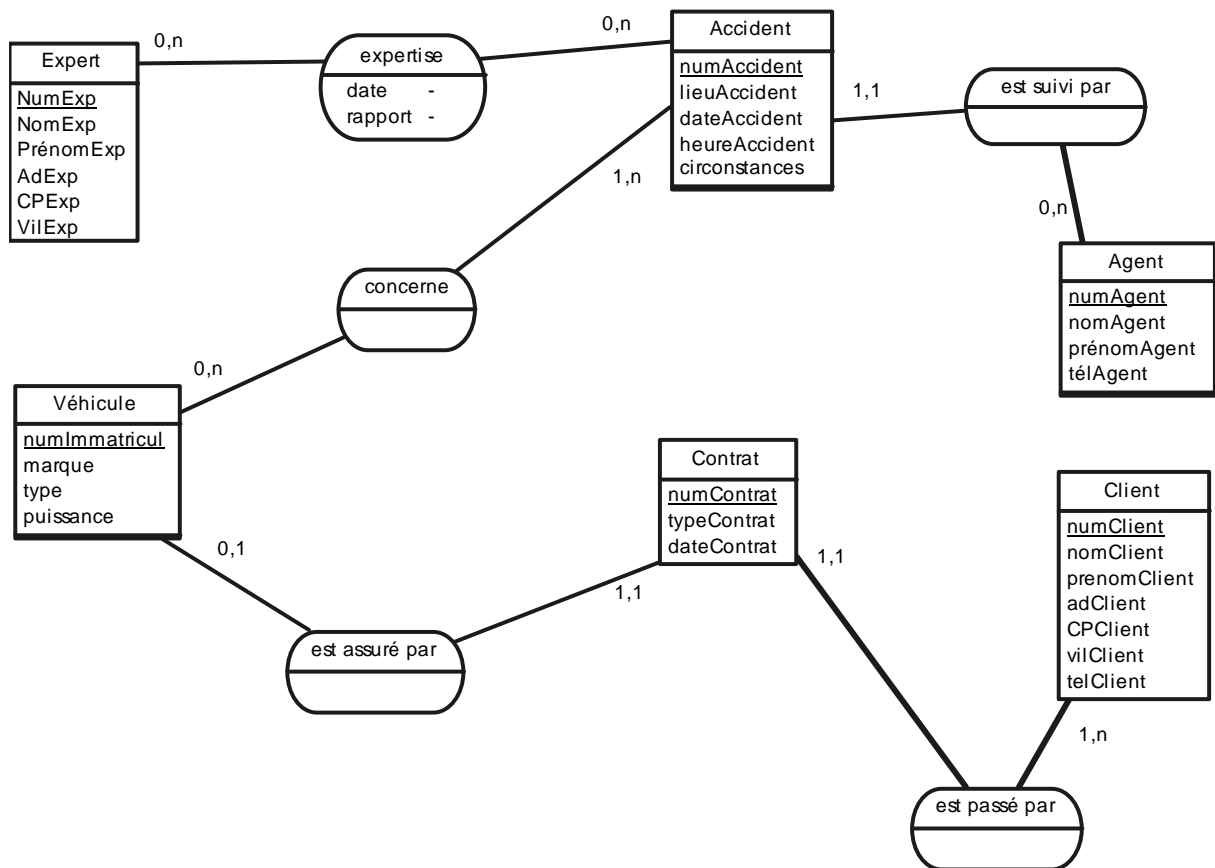 0,n
Expert
NumExp
NomExp
PrénomExp
AdExp
CPExp
VilExp
expertise
date -
rapport -
0,n
Accident
numAccident
lieuAccident
dateAccident
heureAccident
circonstances
1,1
est suivi par
1,n
0,n
Agent
numAgent
nomAgent
prénomAgent
télAgent
concerne
0,n
Véhicule
numImmatricul
marque
type
puissance
0,1
est assuré par
1,1
Contrat
numContrat
typeContrat
dateContrat
1,1
Client
numClient
nomClient
prenomClient
adClient
CPClient
vilClient
telClient
1,n
est passé par